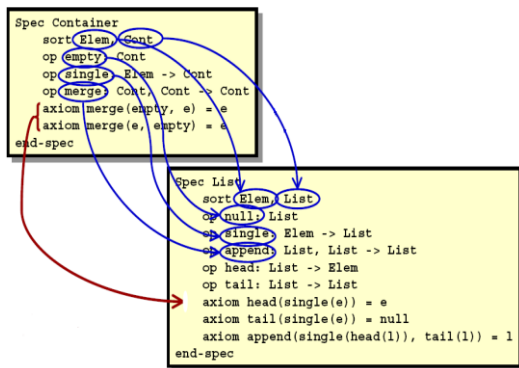 Spec Container
sort Elem, Cont
op empty: Cont
op single: Elem -> Cont
op merge: Cont, Cont -> Cont
axiom merge(empty, e) = e
axiom merge(e, empty) = e
end-spec
Spec List
sort Elem, List
op null: List
op single: Elem -> List
op append: List, List -> List
op head: List -> Elem
op tail: List -> List
axiom head(single(e)) = e
axiom tail(single(e)) = null
axiom append(single(head(l)), tail(l)) = l
end-spec